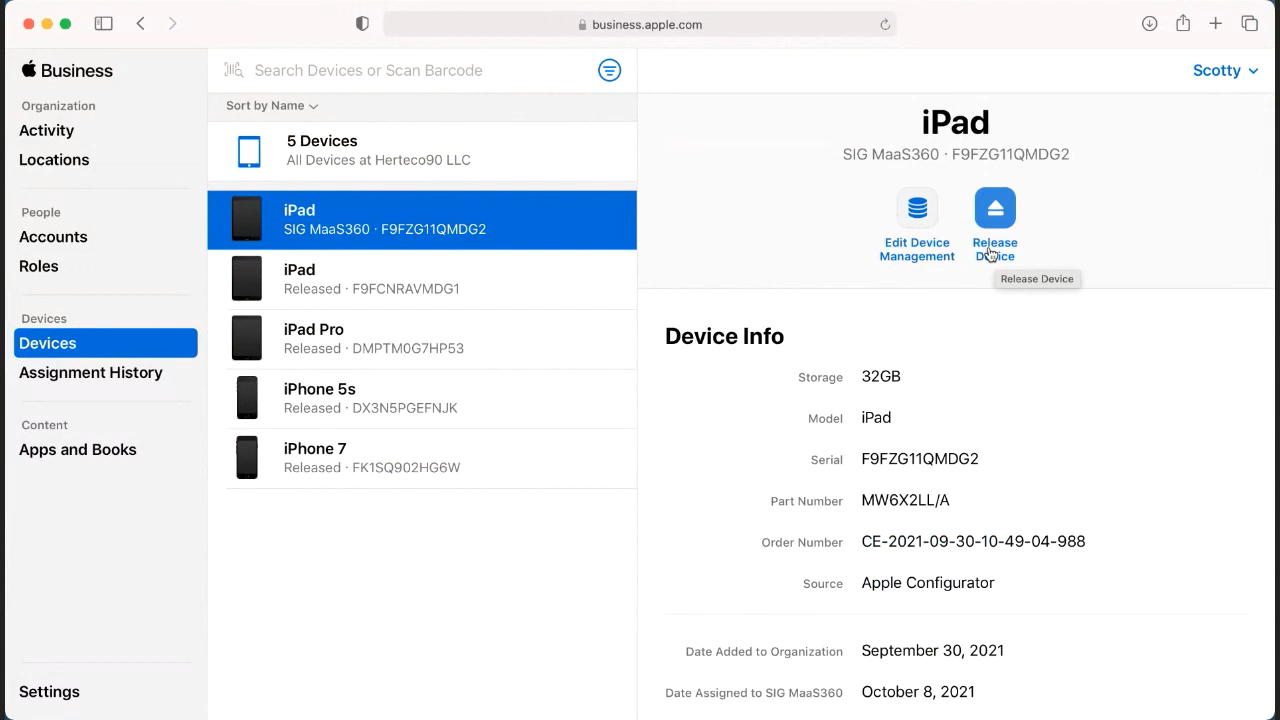 business.apple.com
Business
Organization
Activity
Locations
People
Accounts
Roles
Devices
Devices
Assignment History
Content
Apps and Books
Settings
Search Devices or Scan Barcode
Sort by Name
5 Devices
All Devices at Herteco90 LLC
iPad
SIG MaaS360 · F9FZG11QMDG2
iPad
Released · F9FCNRAVMDG1
iPad Pro
Released · DMPTM0G7HP53
iPhone 5s
Released · DX3N5PGEFNJK
iPhone 7
Released · FK1SQ902HG6W
Scotty
iPad
SIG MaaS360 · F9FZG11QMDG2
Edit Device
Management
Release
Device
Release Device
Device Info
Storage 32GB
Model iPad
Serial F9FZG11QMDG2
Part Number MW6X2LL/A
Order Number CE-2021-09-30-10-49-04-988
Source Apple Configurator
Date Added to Organization September 30, 2021
Date Assigned to SIG MaaS360 October 8, 2021